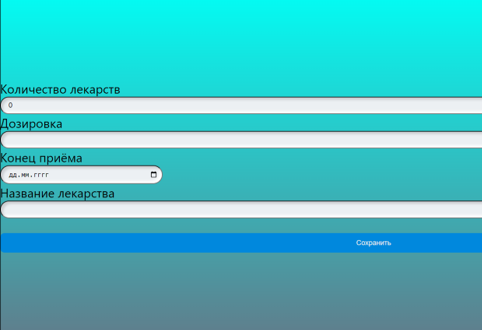 Количество лекарств
0
Дозировка
Конец приёма
дд.мм.гггг
Название лекарства
Сохранить